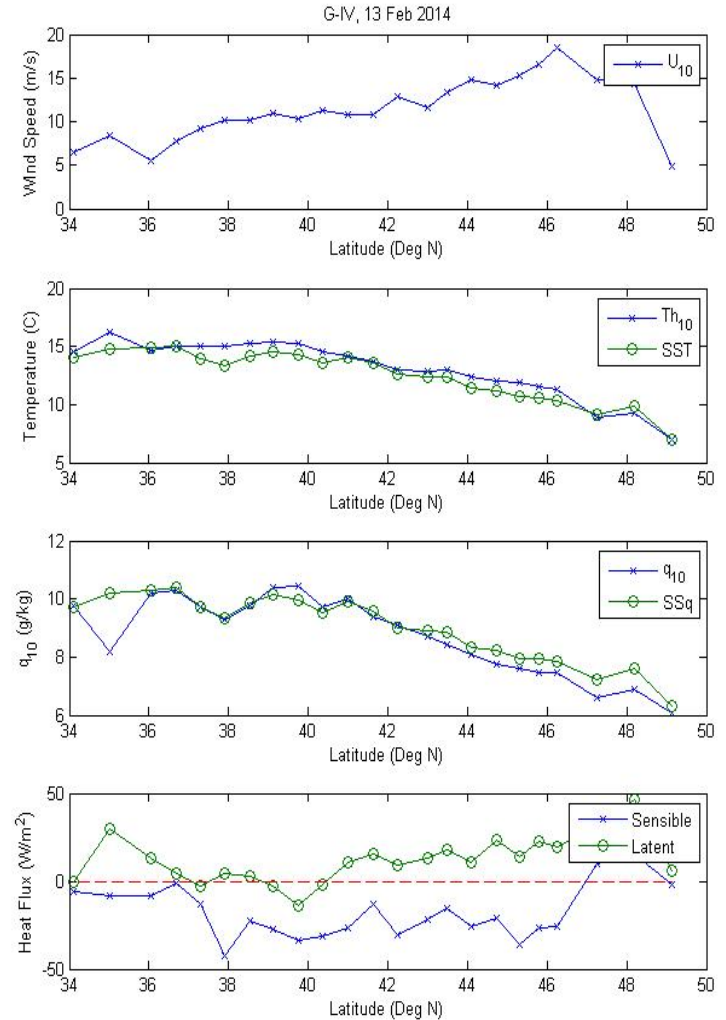 G-IV, 13 Feb 2014
20
15
10
5
0
WInd Speed (m/s)
U10
34 36 38 40 42 44 46 48 50
Latitude (Deg N)
20
15
10
5
Temperature (C)
Th10
SST
34 36 38 40 42 44 46 48 50
Latitude (Deg N)
12
10
8
6
q10 (g/kg)
q10
SSq
34 36 38 40 42 44 46 48 50
Latitude (Deg N)
50
0
-50
Heat Flux (W/m²)
Sensible
Latent
34 36 38 40 42 44 46 48 50
Latitude (Deg N)